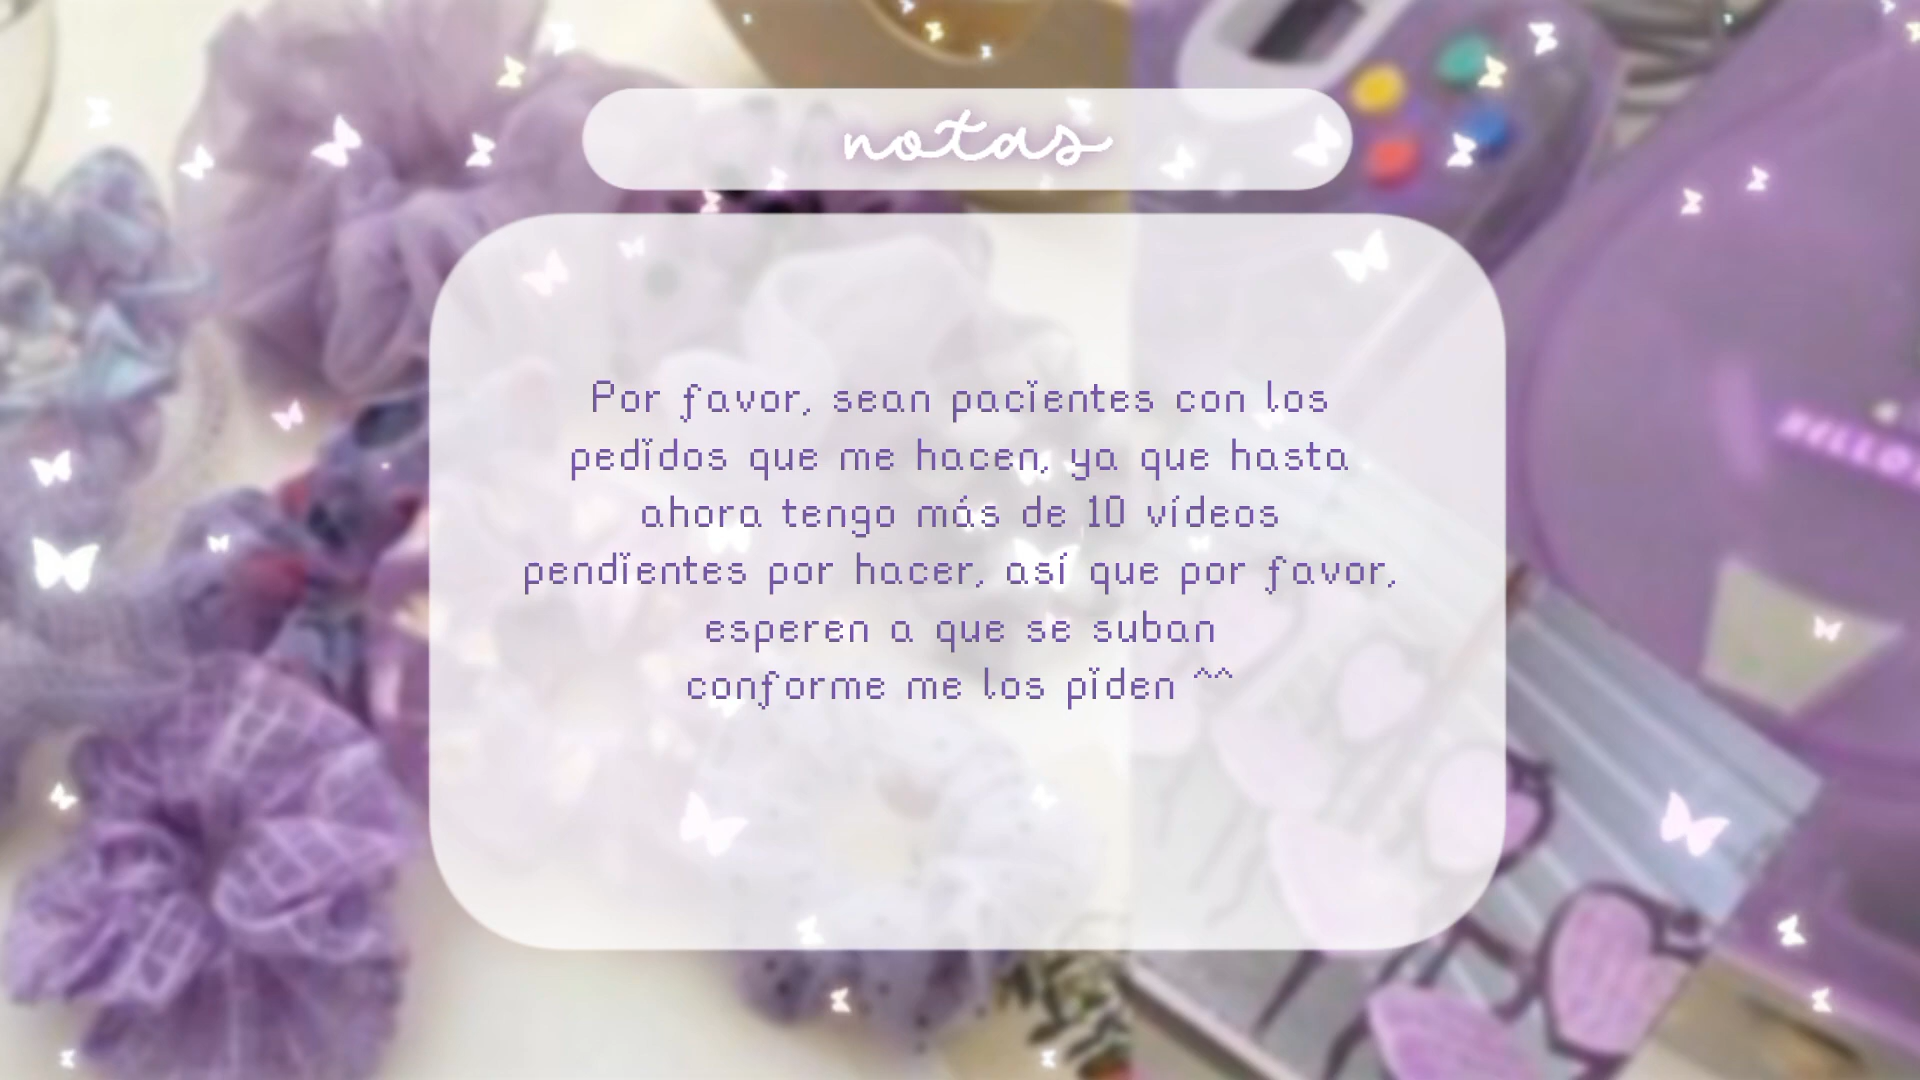 notas
Por favor, sean pacientes con los
pedidos que me hacen, ya que hasta
ahora tengo más de 10 vídeos
pendientes por hacer, así que por favor,
esperen a que se suban
conforme me los piden ^^